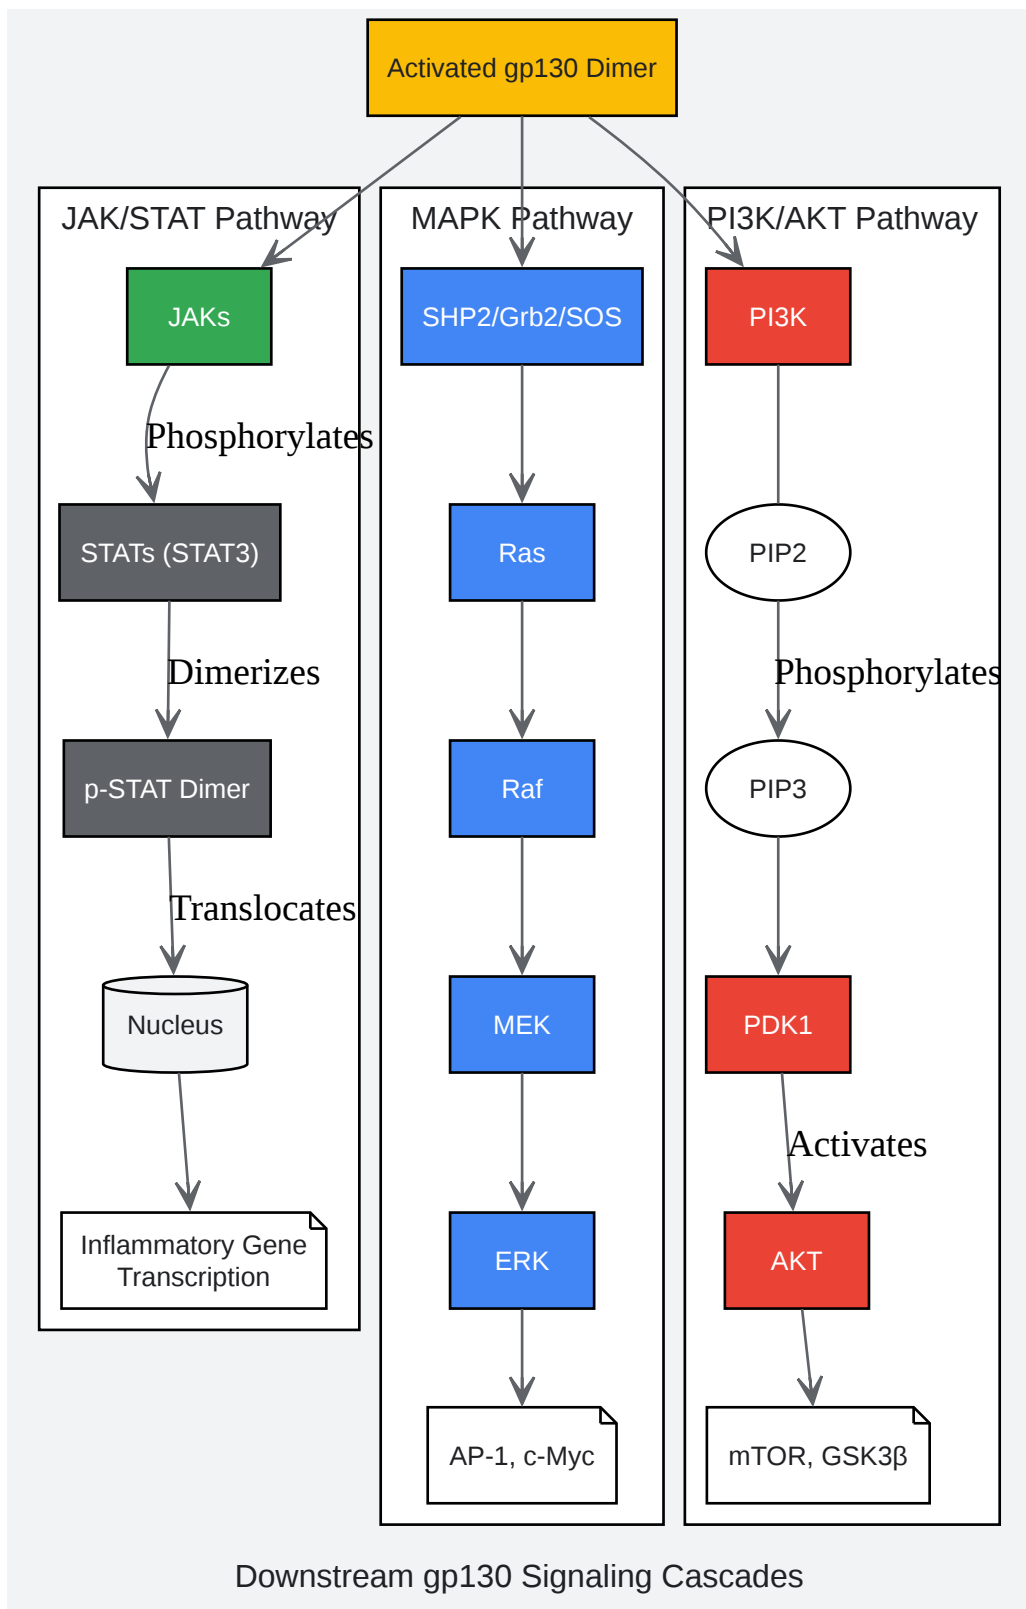 Activated gp130 Dimer
JAK/STAT Pathway
JAKs
Phosphorylates
STATs (STAT3)
Dimerizes
p-STAT Dimer
Translocates
Nucleus
Inflammatory Gene
Transcription
MAPK Pathway
SHP2/Grb2/SOS
Ras
Raf
MEK
ERK
AP-1, c-Myc
PI3K/AKT Pathway
PI3K
PIP2
Phosphorylates
PIP3
PDK1
Activates
AKT
mTOR, GSK3β
Downstream gp130 Signaling Cascades